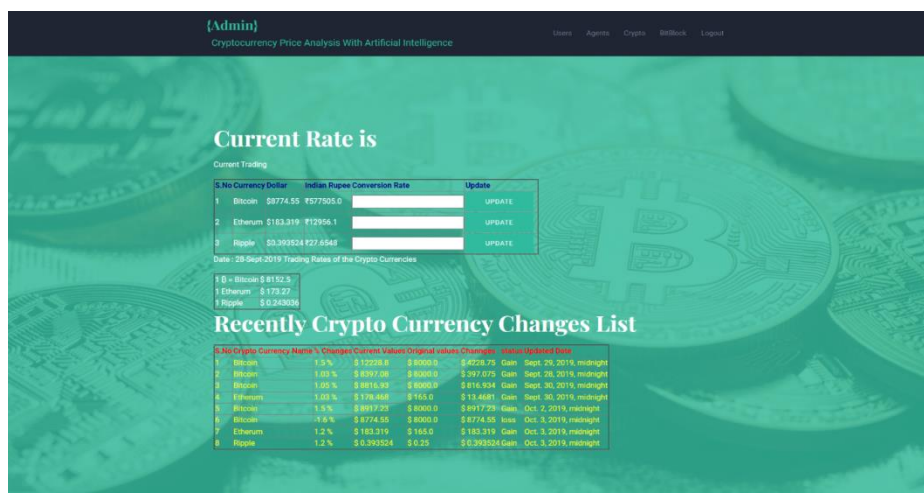 {Admin}
Cryptocurrency Price Analysis With Artificial Intelligence
Users Agents Crypto BitBlock Logout
Current Rate is
Current Trading
S.No Currency Dollar Indian Rupee Conversion Rate Update
1 Bitcoin $8774.55 ₹577505.0 UPDATE
2 Etherum $183.319 ₹12956.1 UPDATE
3 Ripple $0.393524 ₹27.6548 UPDATE
Date : 28-Sept-2019 Trading Rates of the Crypto Currencies
1 B = Bitcoin $ 8152.5
1 Etherum $ 173.27
1 Ripple $ 0.243036
Recently Crypto Currency Changes List
S.No Crypto Currency Name % Changes Current Values Original values Channges status Updated Date
1 Bitcoin 1.5 % $ 12228.8 $ 8000.0 $ 4228.75 Gain Sept. 29, 2019, midnight
2 Bitcoin 1.03 % $ 8397.08 $ 8000.0 $ 397.075 Gain Sept. 28, 2019, midnight
3 Bitcoin 1.05 % $ 8816.93 $ 8000.0 $ 816.934 Gain Sept. 30, 2019, midnight
4 Etherum 1.03 % $ 178.468 $ 165.0 $ 13.4681 Gain Sept. 30, 2019, midnight
5 Bitcoin 1.5 % $ 8917.23 $ 8000.0 $ 8917.23 Gain Oct. 2, 2019, midnight
6 Bitcoin -1.6 % $ 8774.55 $ 8000.0 $ 8774.55 loss Oct. 3, 2019, midnight
7 Etherum 1.2 % $ 183.319 $ 165.0 $ 183.319 Gain Oct. 3, 2019, midnight
8 Ripple 1.2 % $ 0.393524 $ 0.25 $ 0.393524 Gain Oct. 3, 2019, midnight